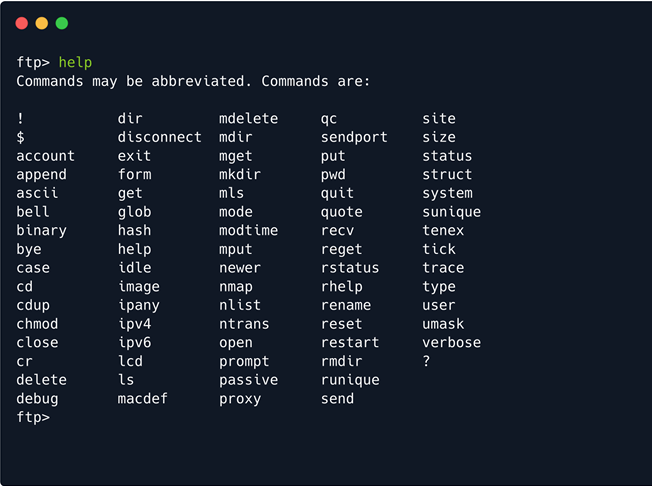 ftp> help
Commands may be abbreviated. Commands are:
! dir mdelete qc site
$ disconnect mdir sendport size
account exit mget put status
append form mkdir pwd struct
ascii get mls quit system
bell glob mode quote sunique
binary hash modtime recv tenex
bye help mput reget tick
case idle newer rstatus trace
cd image nmap rhelp type
cdup ipany nlist rename user
chmod ipv4 ntrans reset umask
close ipv6 open restart verbose
cr lcd prompt rmdir ?
delete ls passive runique
debug macdef proxy send
ftp>